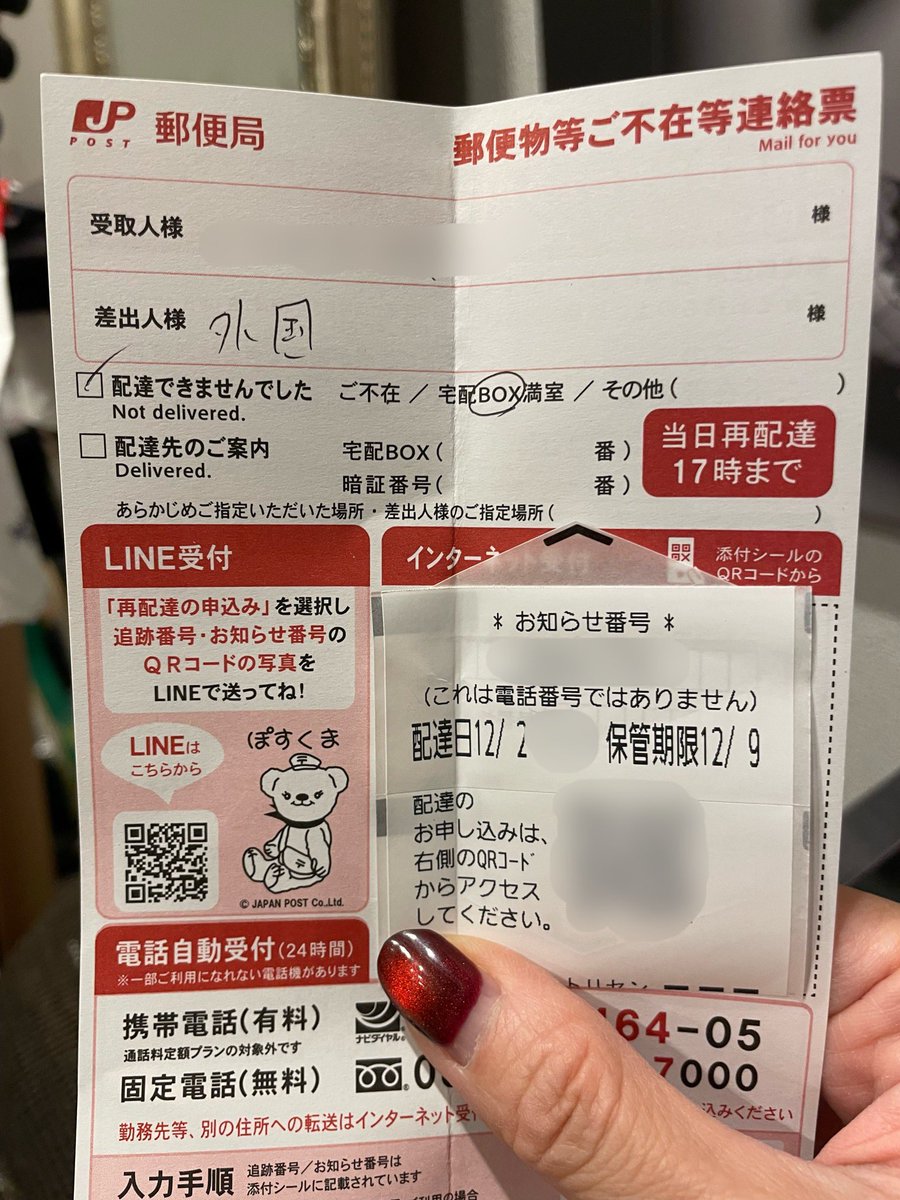 JP
POST
郵便局
郵便物等ご不在等連絡票
Mail for you
受取人様 様
差出人様 外国 様
配達できませんでした ご不在 / 宅配BOX満室 / その他( )
Not delivered.
配達先のご案内 宅配BOX( 番)
Delivered. 暗証番号( 番)
当日再配達
17時まで
あらかじめご指定いただいた場所・差出人様のご指定場所( )
LINE受付
「再配達の申込み」を選択し
追跡番号・お知らせ番号の
QRコードの写真を
LINEで送ってね!
LINEは
こちらから
ぽすくま
© JAPAN POST Co.,Ltd.
添付シールの
QRコードから
* お知らせ番号 *
(これは電話番号ではありません)
配達日12/ 2 保管期限12/ 9
配達の
お申し込みは、
右側のQRコード
からアクセス
してください。
電話自動受付(24時間)
※一部ご利用になれない電話機があります
携帯電話(有料) ナビダイヤル
通話料定額プランの対象外です
64-05
固定電話(無料)
7000
勤務先等、別の住所への転送はインターネット受
込みください
入力手順 追跡番号/お知らせ番号は
添付シールに記載されています